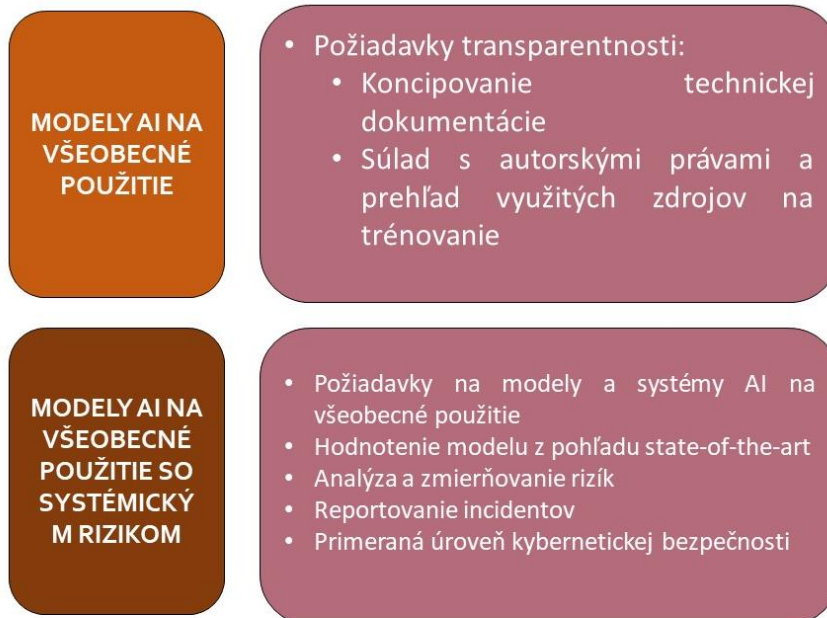 MODELY AI NA
VŠEOBECNÉ
POUŽITIE
• Požiadavky transparentnosti:
• Koncipovanie technickej
dokumentácie
• Súlad s autorskými právami a
prehľad využitých zdrojov na
trénovanie
MODELY AI NA
VŠEOBECNÉ
POUŽITIE SO
SYSTÉMICKÝ
M RIZIKOM
• Požiadavky na modely a systémy AI na
všeobecné použitie
• Hodnotenie modelu z pohľadu state-of-the-art
• Analýza a zmierňovanie rizík
• Reportovanie incidentov
• Primeraná úroveň kybernetickej bezpečnosti